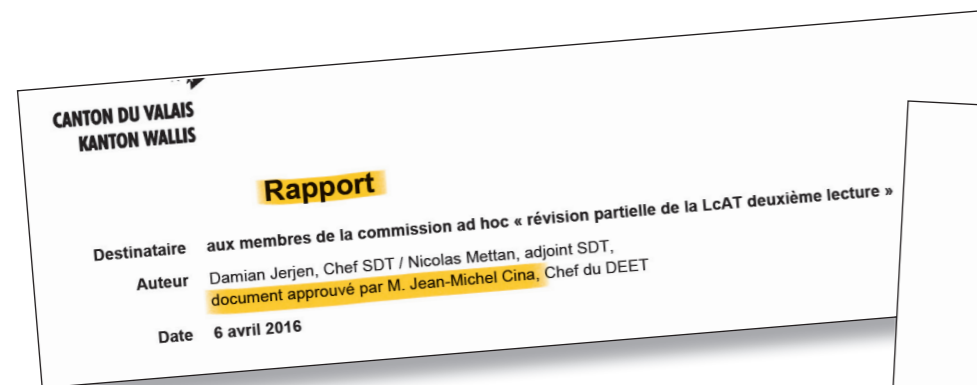 CANTON DU VALAIS
KANTON WALLIS
Rapport
Destinataire aux membres de la commission ad hoc « révision partielle de la LcAT deuxième lecture »
Auteur Damian Jerjen, Chef SDT / Nicolas Mettan, adjoint SDT,
document approuvé par M. Jean-Michel Cina, Chef du DEET
Date 6 avril 2016